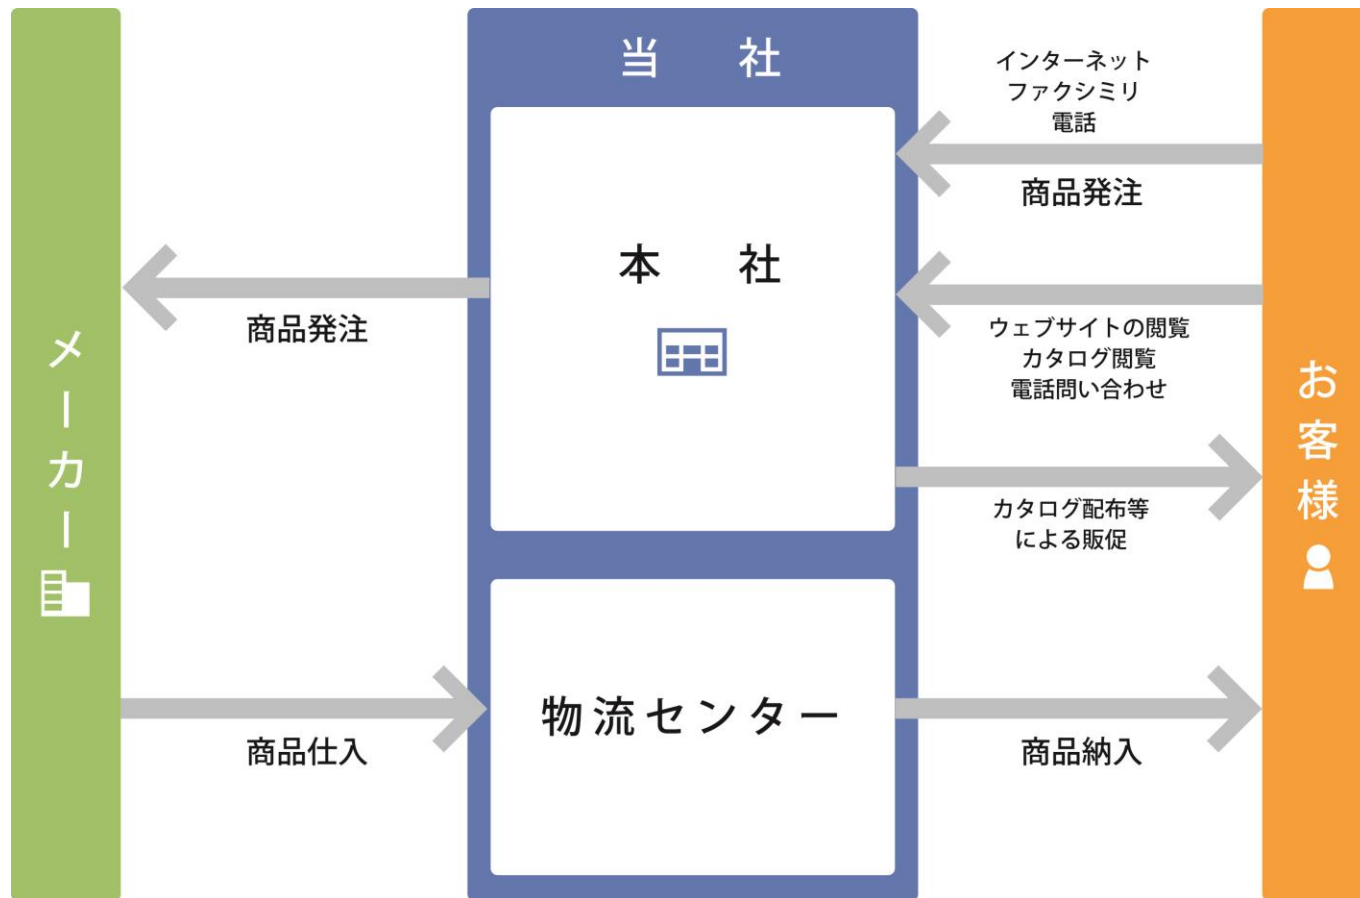 当社
インターネット
ファクシミリ
電話
商品発注
本社
商品発注
ウェブサイトの閲覧
カタログ閲覧
電話問い合わせ
メーカー
お客様
カタログ配布等
による販促
物流センター
商品仕入
商品納入